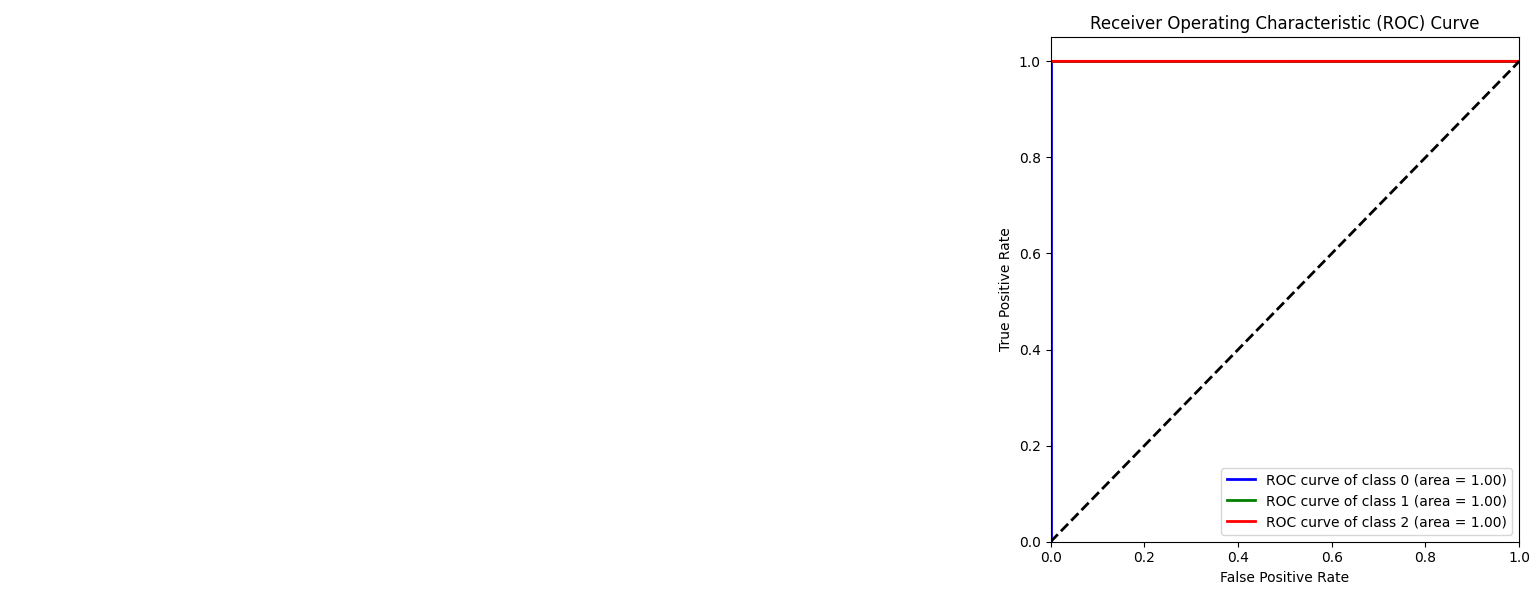 Receiver Operating Characteristic (ROC) Curve
1.0
0.8
0.6
0.4
0.2
0.0
True Positive Rate
ROC curve of class 0 (area = 1.00)
ROC curve of class 1 (area = 1.00)
ROC curve of class 2 (area = 1.00)
0.0 0.2 0.4 0.6 0.8 1.0
False Positive Rate